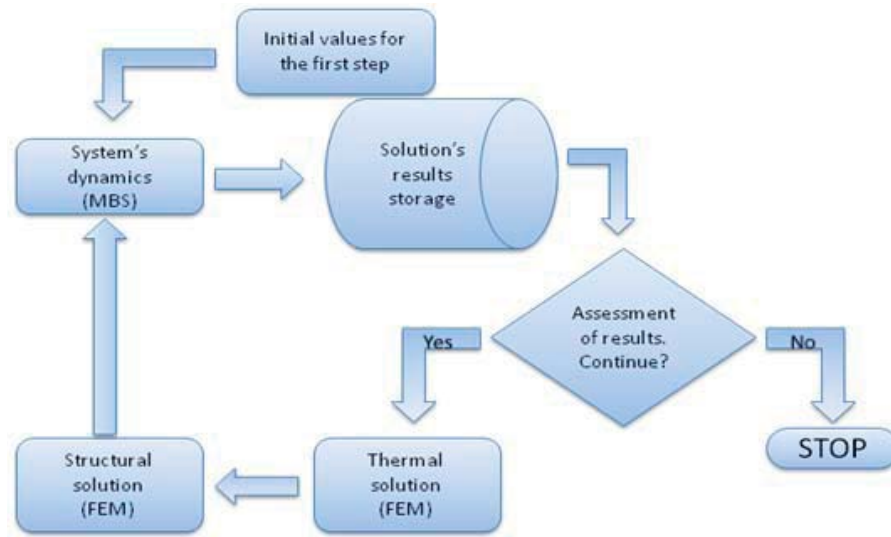 Initial values for
the first step
System's
dynamics
(MBS)
Solution's
results
storage
Assessment
of results.
Continue?
Yes
No
STOP
Structural
solution
(FEM)
Thermal
solution
(FEM)